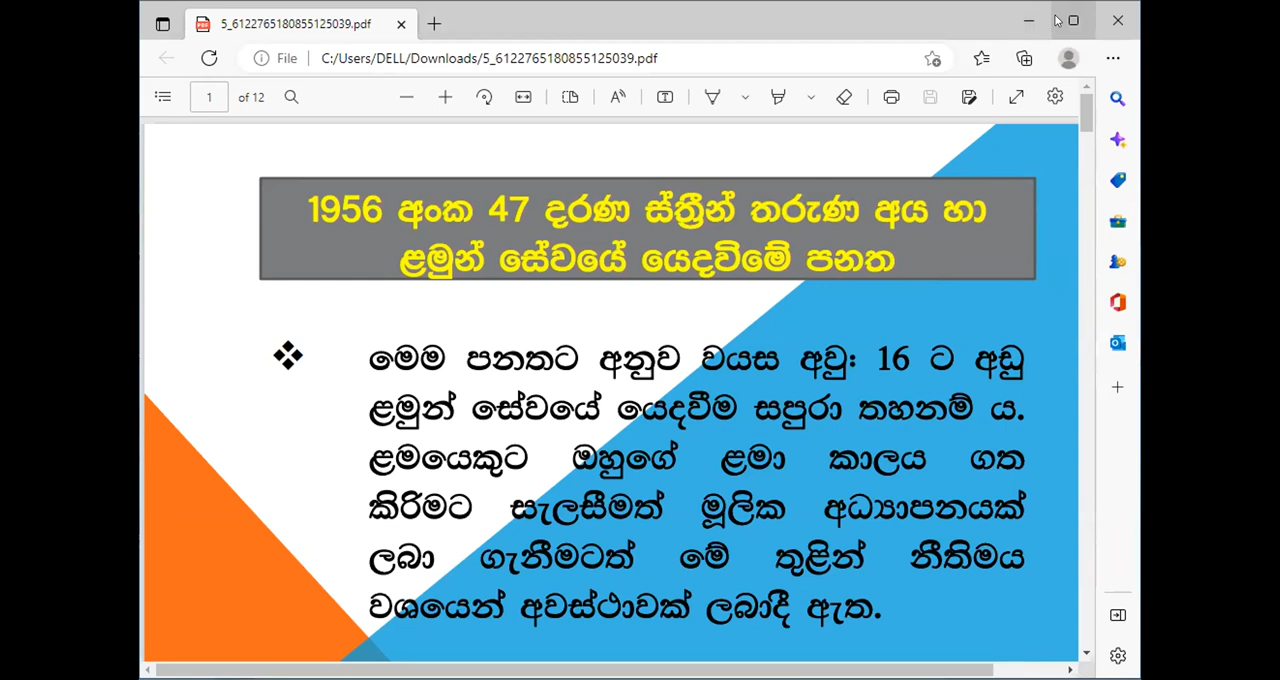 5_6122765180855125039.pdf
File C:/Users/DELL/Downloads/5_6122765180855125039.pdf
1 of 12
1956 අංක 47 දරණ ස්ත්‍රීන් තරුණ අය හා
ළමුන් සේවයේ යෙදවිමේ පනත
❖ මෙම පනතට අනුව වයස අවු: 16 ට අඩු
ළමුන් සේවයේ යෙදවීම සපුරා තහනම් ය.
ළමයෙකුට ඔහුගේ ළමා කාලය ගත
කිරිමට සැලසීමත් මූලික අධ්‍යාපනයක්
ලබා ගැනීමටත් මේ තුළින් නීතිමය
වශයෙන් අවස්ථාවක් ලබාදී ඇත.